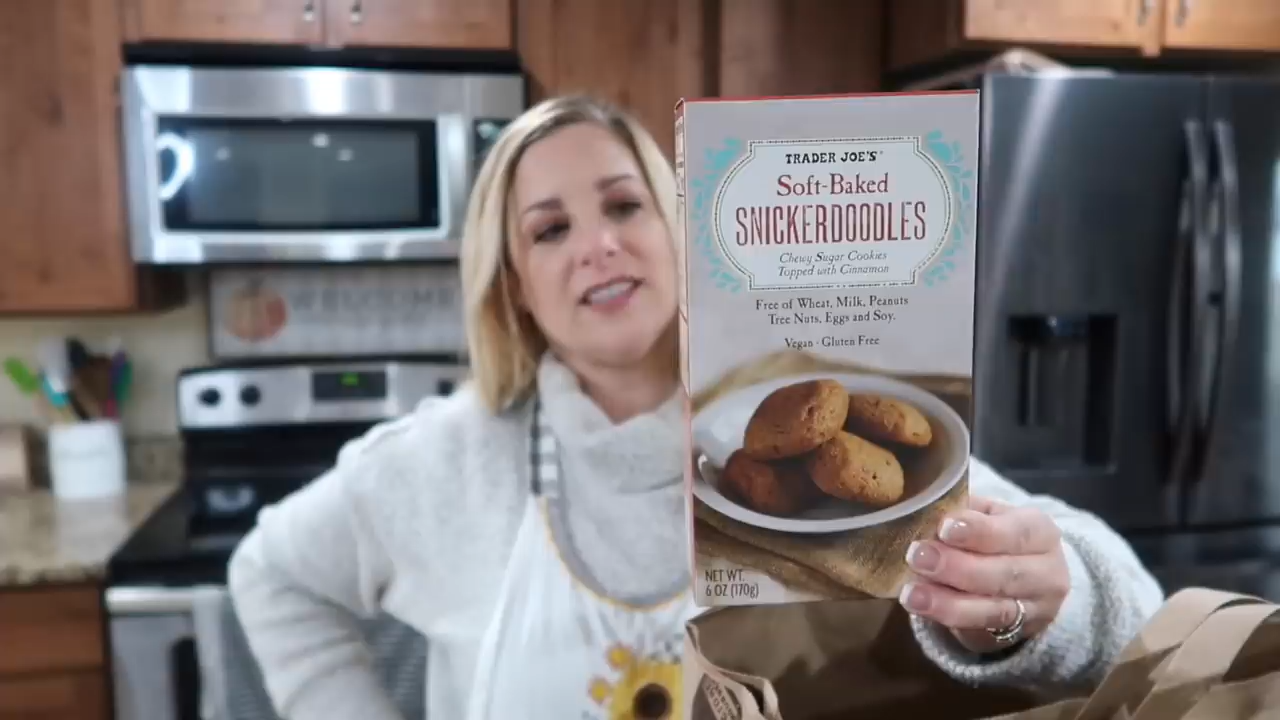 WELCOME
TRADER JOE'S
Soft-Baked
SNICKERDOODLES
Chewy Sugar Cookies
Topped with Cinnamon
Free of Wheat, Milk, Peanuts
Tree Nuts, Eggs and Soy.
Vegan · Gluten Free
NET WT.
6 OZ (170g)